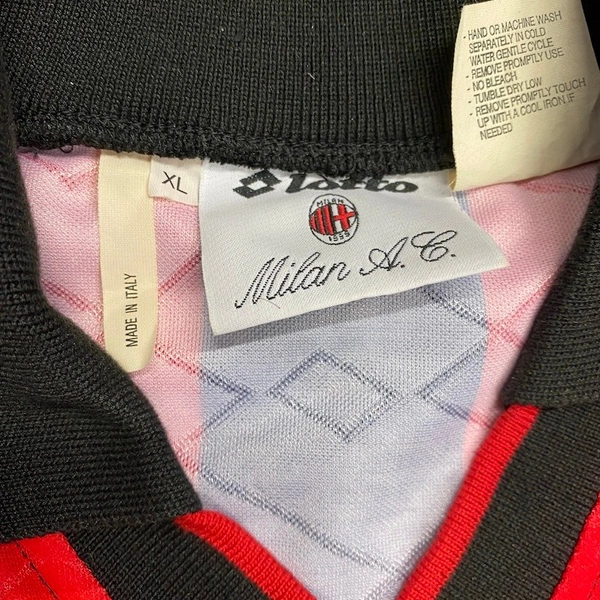 - HAND OR MACHINE WASH
SEPARATELY IN COLD
WATER GENTLE CYCLE
- REMOVE PROMPTLY USE
- NO BLEACH
- TUMBLE DRY LOW
- REMOVE PROMPTLY TOUCH
UP WITH A COOL IRON IF
NEEDED
XL
Lotto
MILAN
1899
Milan A.C.
MADE IN ITALY